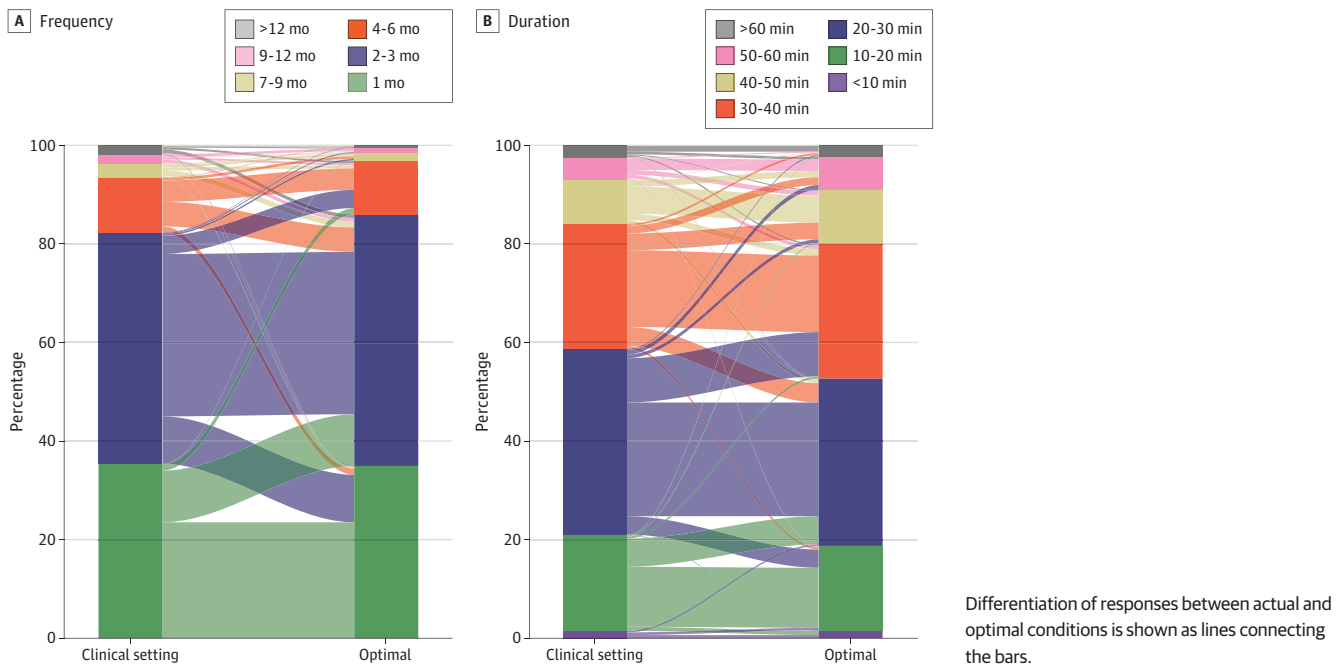 A Frequency
>12 mo
9-12 mo
7-9 mo
4-6 mo
2-3 mo
1 mo
Percentage
100
80
60
40
20
0
Clinical setting
Optimal
B Duration
>60 min
50-60 min
40-50 min
30-40 min
20-30 min
10-20 min
<10 min
Percentage
100
80
60
40
20
0
Clinical setting
Optimal
Differentiation of responses between actual and
optimal conditions is shown as lines connecting
the bars.